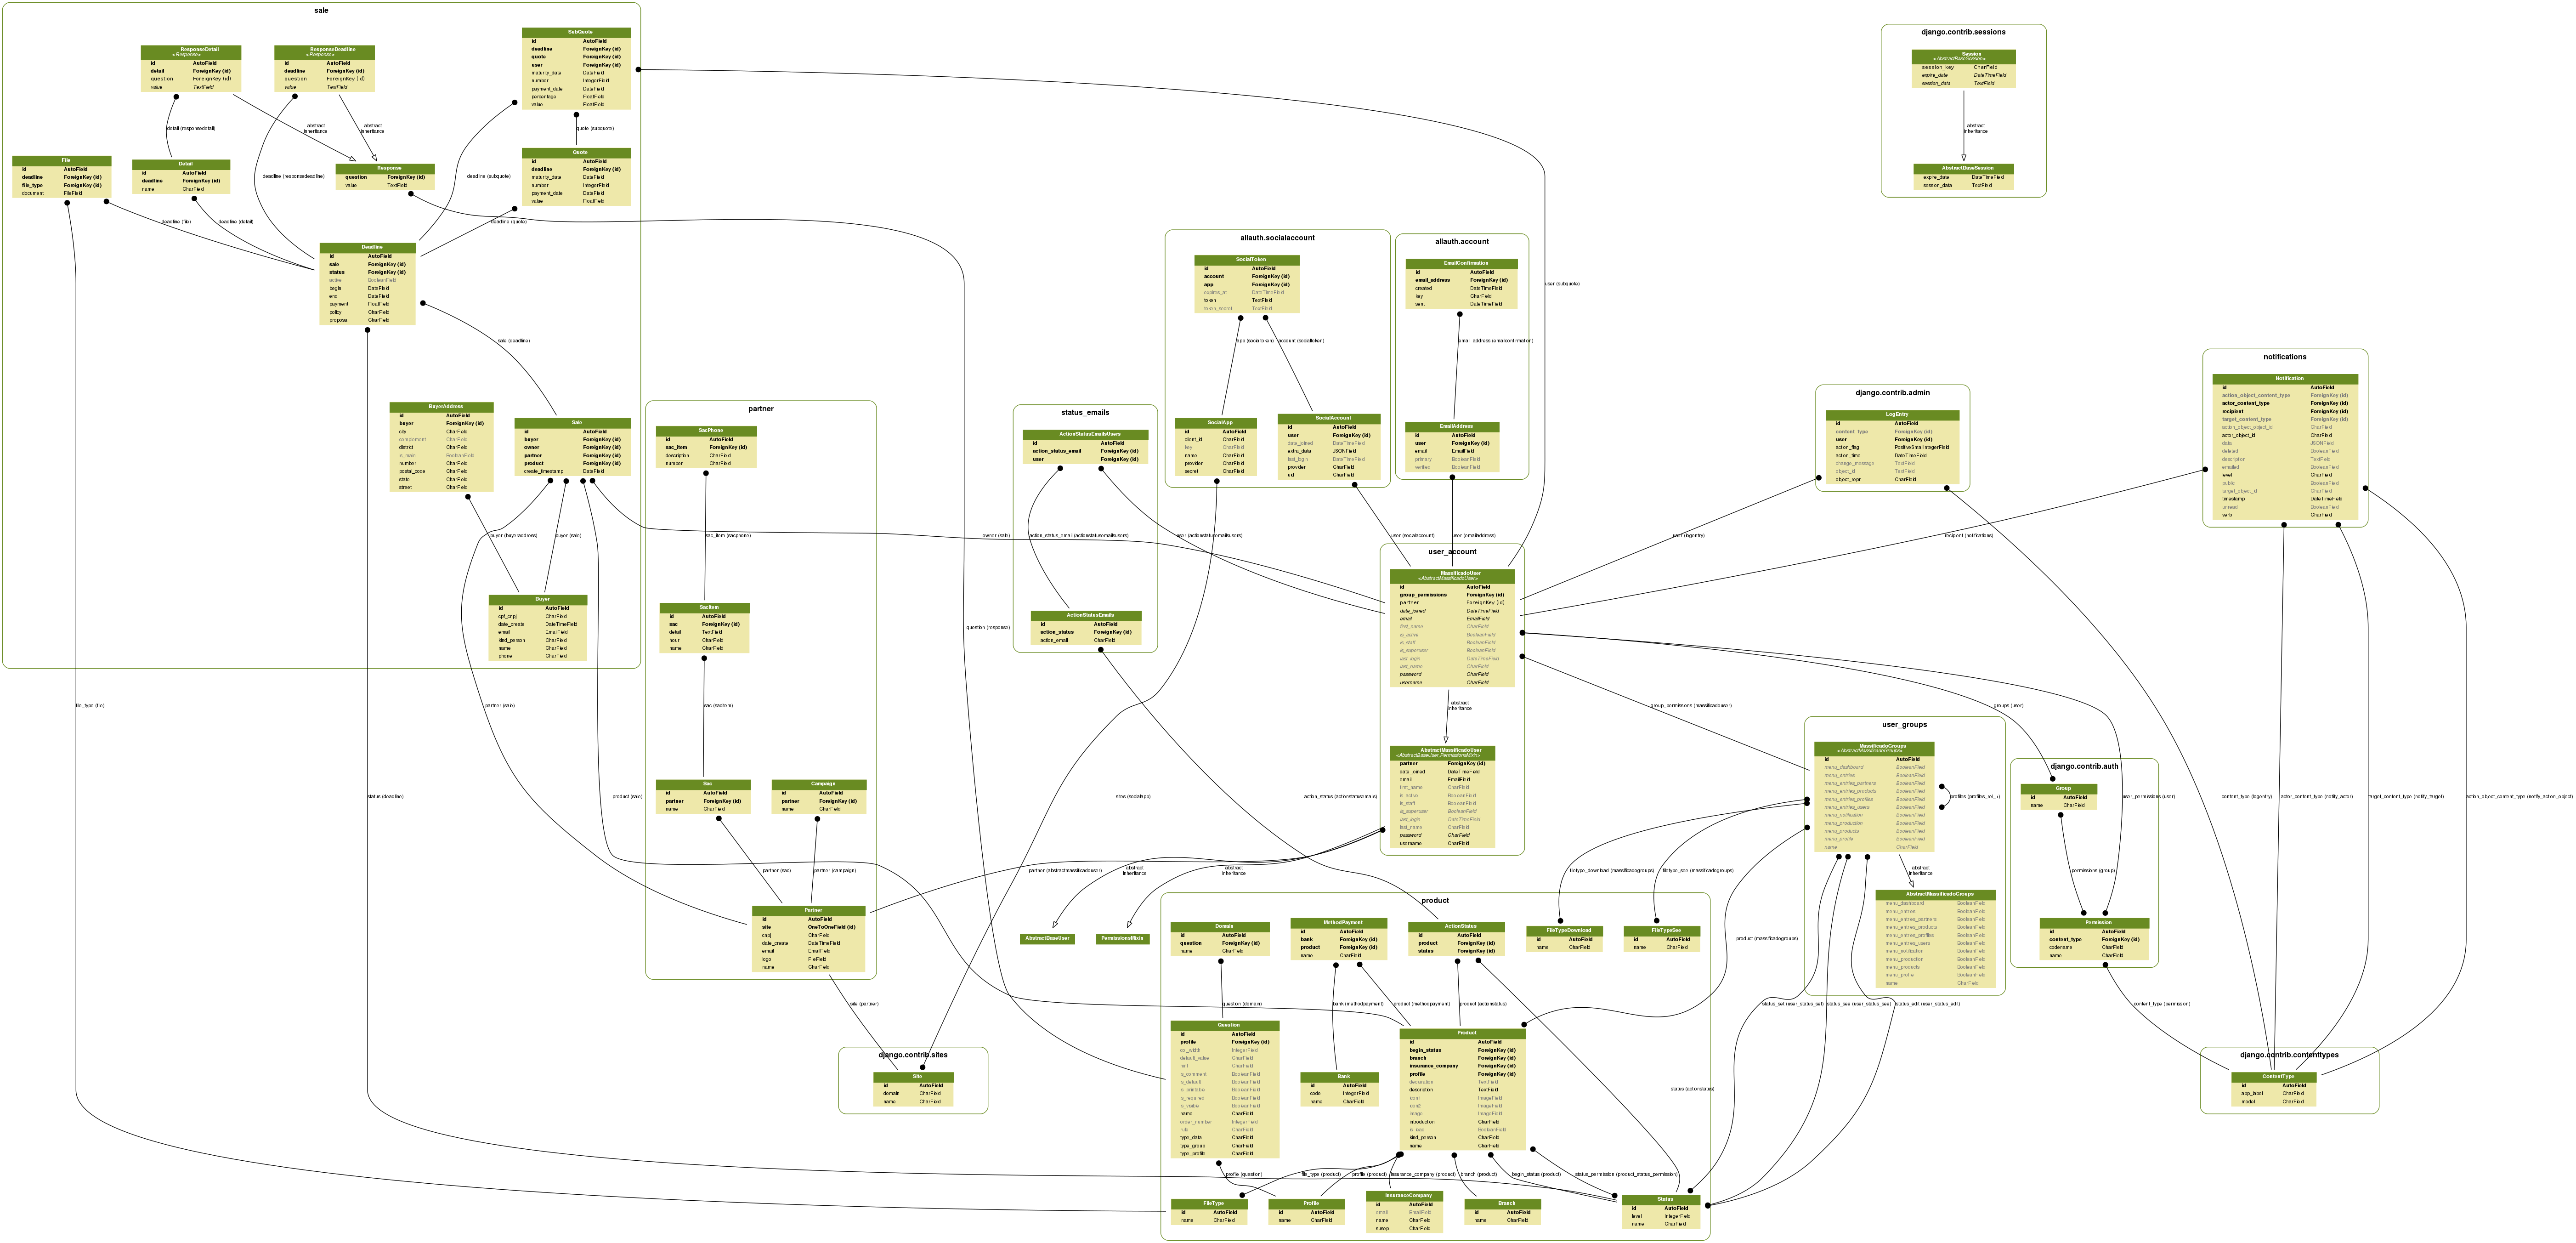 sale
ResponseDetail
<Response>
id AutoField
detail ForeignKey (id)
question ForeignKey (id)
value TextField
ResponseDeadline
<Response>
id AutoField
deadline ForeignKey (id)
question ForeignKey (id)
value TextField
SubQuote
id AutoField
deadline ForeignKey (id)
quote ForeignKey (id)
user ForeignKey (id)
maturity_date DateField
number IntegerField
payment_date DateField
percentage FloatField
value FloatField
detail (responsedetail)
abstract
inheritance
abstract
inheritance
quote (subquote)
File
id AutoField
deadline ForeignKey (id)
file_type ForeignKey (id)
document FileField
Detail
id AutoField
deadline ForeignKey (id)
name CharField
Response
question ForeignKey (id)
value TextField
Quote
id AutoField
deadline ForeignKey (id)
maturity_date DateField
number IntegerField
payment_date DateField
value FloatField
deadline (responsedeadline)
deadline (subquote)
deadline (file)
deadline (detail)
deadline (quote)
Deadline
id AutoField
sale ForeignKey (id)
status ForeignKey (id)
active BooleanField
begin DateField
end DateField
payment FloatField
policy CharField
proposal CharField
sale (deadline)
BuyerAddress
id AutoField
buyer ForeignKey (id)
city CharField
complement CharField
district CharField
is_main BooleanField
number CharField
postal_code CharField
state CharField
street CharField
Sale
id AutoField
buyer ForeignKey (id)
owner ForeignKey (id)
partner ForeignKey (id)
product ForeignKey (id)
create_timestamp DateField
buyer (buyeraddress)
buyer (sale)
Buyer
id AutoField
cpf_cnpj CharField
date_create DateTimeField
email EmailField
kind_person CharField
name CharField
phone CharField
file_type (file)
status (deadline)
partner (sale)
product (sale)
owner (sale)
question (response)
user (subquote)
partner
SacPhone
id AutoField
sac_item ForeignKey (id)
description CharField
number CharField
sac_item (sacphone)
SacItem
id AutoField
sac ForeignKey (id)
detail TextField
hour CharField
name CharField
sac (sacitem)
Sac
id AutoField
partner ForeignKey (id)
name CharField
Campaign
id AutoField
partner ForeignKey (id)
name CharField
partner (sac)
partner (campaign)
Partner
id AutoField
site OneToOneField (id)
cnpj CharField
date_create DateTimeField
email EmailField
logo FileField
name CharField
site (partner)
django.contrib.sites
Site
id AutoField
domain CharField
name CharField
status_emails
ActionStatusEmailsUsers
id AutoField
action_status_email ForeignKey (id)
user ForeignKey (id)
action_status_email (actionstatusemailsusers)
user (actionstatusemailsusers)
ActionStatusEmails
id AutoField
action_status ForeignKey (id)
action_email CharField
action_status (actionstatusemails)
allauth.socialaccount
SocialToken
id AutoField
account ForeignKey (id)
app ForeignKey (id)
expires_at DateTimeField
token TextField
token_secret TextField
app (socialtoken)
account (socialtoken)
SocialApp
id AutoField
client_id CharField
key CharField
name CharField
provider CharField
secret CharField
SocialAccount
id AutoField
user ForeignKey (id)
date_joined DateTimeField
extra_data JSONField
last_login DateTimeField
provider CharField
uid CharField
sites (socialapp)
user (socialaccount)
allauth.account
EmailConfirmation
id AutoField
email_address ForeignKey (id)
created DateTimeField
key CharField
sent DateTimeField
email_address (emailconfirmation)
EmailAddress
id AutoField
user ForeignKey (id)
email EmailField
primary BooleanField
verified BooleanField
user (emailaddress)
user_account
MassificadoUser
<AbstractMassificadoUser>
id AutoField
group_permissions ForeignKey (id)
partner ForeignKey (id)
date_joined DateTimeField
email EmailField
first_name CharField
is_active BooleanField
is_staff BooleanField
is_superuser BooleanField
last_login DateTimeField
last_name CharField
password CharField
username CharField
abstract
inheritance
AbstractMassificadoUser
<AbstractBaseUser,PermissionsMixin>
partner ForeignKey (id)
date_joined DateTimeField
email EmailField
first_name CharField
is_active BooleanField
is_staff BooleanField
is_superuser BooleanField
last_login DateTimeField
last_name CharField
password CharField
username CharField
partner (abstractmassificadouser)
abstract
inheritance
abstract
inheritance
AbstractBaseUser
PermissionsMixin
django.contrib.sessions
Session
<AbstractBaseSession>
session_key CharField
expire_date DateTimeField
session_data TextField
abstract
inheritance
AbstractBaseSession
expire_date DateTimeField
session_data TextField
django.contrib.admin
LogEntry
id AutoField
content_type ForeignKey (id)
user ForeignKey (id)
action_flag PositiveSmallIntegerField
action_time DateTimeField
change_message TextField
object_id TextField
object_repr CharField
user (logentry)
content_type (logentry)
notifications
Notification
id AutoField
action_object_content_type ForeignKey (id)
actor_content_type ForeignKey (id)
recipient ForeignKey (id)
target_content_type ForeignKey (id)
action_object_object_id CharField
actor_object_id CharField
data JSONField
deleted BooleanField
description TextField
emailed BooleanField
level CharField
public BooleanField
target_object_id CharField
timestamp DateTimeField
unread BooleanField
verb CharField
recipient (notifications)
actor_content_type (notify_actor)
target_content_type (notify_target)
action_object_content_type (notify_action_object)
group_permissions (massificadouser)
groups (user)
user_permissions (user)
user_groups
MassificadoGroups
<AbstractMassificadoGroups>
id AutoField
menu_dashboard BooleanField
menu_entries BooleanField
menu_entries_partners BooleanField
menu_entries_products BooleanField
menu_entries_profiles BooleanField
menu_entries_users BooleanField
menu_notification BooleanField
menu_production BooleanField
menu_products BooleanField
menu_profile BooleanField
name CharField
profiles (profiles_rel_+)
abstract
inheritance
AbstractMassificadoGroups
menu_dashboard BooleanField
menu_entries BooleanField
menu_entries_partners BooleanField
menu_entries_products BooleanField
menu_entries_profiles BooleanField
menu_entries_users BooleanField
menu_notification BooleanField
menu_production BooleanField
menu_products BooleanField
menu_profile BooleanField
name CharField
filetype_download (massificadogroups)
filetype_see (massificadogroups)
product (massificadogroups)
status_set (user_status_set)
status_see (user_status_see)
status_edit (user_status_edit)
django.contrib.auth
Group
id AutoField
name CharField
permissions (group)
Permission
id AutoField
content_type ForeignKey (id)
codename CharField
name CharField
content_type (permission)
django.contrib.contenttypes
ContentType
id AutoField
app_label CharField
model CharField
product
Domain
id AutoField
question ForeignKey (id)
name CharField
MethodPayment
id AutoField
bank ForeignKey (id)
product ForeignKey (id)
name CharField
ActionStatus
id AutoField
product ForeignKey (id)
status ForeignKey (id)
FileTypeDownload
id AutoField
name CharField
FileTypeSee
id AutoField
name CharField
question (domain)
bank (methodpayment)
product (methodpayment)
product (actionstatus)
status (actionstatus)
Question
id AutoField
profile ForeignKey (id)
col_width IntegerField
default_value CharField
hint CharField
is_comment BooleanField
is_default BooleanField
is_printable BooleanField
is_required BooleanField
is_visible BooleanField
name CharField
order_number IntegerField
rule CharField
type_data CharField
type_group CharField
type_profile CharField
Bank
id AutoField
code IntegerField
name CharField
Product
id AutoField
begin_status ForeignKey (id)
branch ForeignKey (id)
insurance_company ForeignKey (id)
profile ForeignKey (id)
declaration TextField
description TextField
icon1 ImageField
icon2 ImageField
image ImageField
introduction CharField
is_lead BooleanField
kind_person CharField
name CharField
profile (question)
file_type (product)
profile (product)
insurance_company (product)
branch (product)
begin_status (product)
status_permission (product_status_permission)
FileType
id AutoField
name CharField
Profile
id AutoField
name CharField
InsuranceCompany
id AutoField
email EmailField
name CharField
susep CharField
Branch
id AutoField
name CharField
Status
id AutoField
level IntegerField
name CharField